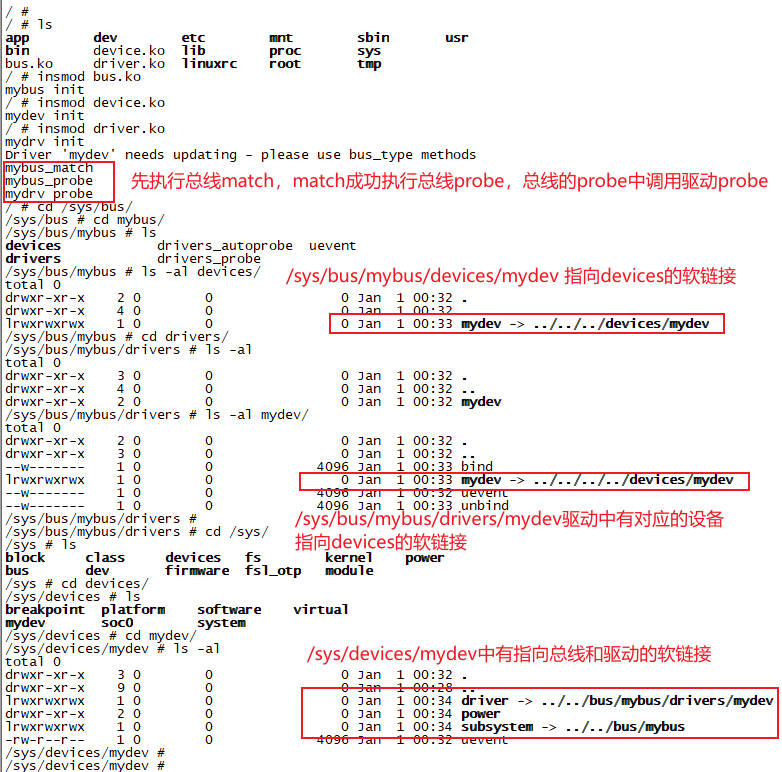 / #
/ # ls
app        dev        etc        mnt        sbin       usr
bin        device.ko  lib        proc       sys
bus.ko     driver.ko  linuxrc    root       tmp
/ # insmod bus.ko
mybus init
/ # insmod device.ko
mydev init
/ # insmod driver.ko
mydrv init
Driver 'mydev' needs updating - please use bus_type methods
mybus_match
mybus_probe
mydrv_probe
先执行总线match，match成功执行总线probe，总线的probe中调用驱动probe
/ # cd /sys/bus/
/sys/bus # cd mybus/
/sys/bus/mybus # ls
devices            drivers_autoprobe  uevent
drivers            drivers_probe
/sys/bus/mybus # ls -al devices/
/sys/bus/mybus/devices/mydev 指向devices的软链接
total 0
drwxr-xr-x    2 0        0                0 Jan  1 00:32 .
drwxr-xr-x    4 0        0                0 Jan  1 00:32 ..
lrwxrwxrwx    1 0        0                0 Jan  1 00:33 mydev -> ../../../devices/mydev
/sys/bus/mybus # cd drivers/
/sys/bus/mybus/drivers # ls -al
total 0
drwxr-xr-x    3 0        0                0 Jan  1 00:32 .
drwxr-xr-x    4 0        0                0 Jan  1 00:32 ..
drwxr-xr-x    2 0        0                0 Jan  1 00:32 mydev
/sys/bus/mybus/drivers # ls -al mydev/
total 0
drwxr-xr-x    2 0        0                0 Jan  1 00:32 .
drwxr-xr-x    3 0        0                0 Jan  1 00:32 ..
--w-------    1 0        0             4096 Jan  1 00:33 bind
lrwxrwxrwx    1 0        0                0 Jan  1 00:33 mydev -> ../../../../devices/mydev
--w-------    1 0        0             4096 Jan  1 00:32 uevent
--w-------    1 0        0             4096 Jan  1 00:33 unbind
/sys/bus/mybus/drivers #
/sys/bus/mybus/drivers # cd /sys/
/sys/bus/mybus/drivers/mydev驱动中有对应的设备
指向devices的软链接
/sys # ls
block     class     devices   fs        kernel    power
bus       dev       firmware  fsl_otp   module
/sys # cd devices/
/sys/devices # ls
breakpoint  platform    software    virtual
mydev       soc0        system
/sys/devices # cd mydev/
/sys/devices/mydev # ls -al
/sys/devices/mydev中有指向总线和驱动的软链接
total 0
drwxr-xr-x    3 0        0                0 Jan  1 00:32 .
drwxr-xr-x    9 0        0                0 Jan  1 00:28 ..
lrwxrwxrwx    1 0        0                0 Jan  1 00:34 driver -> ../../bus/mybus/drivers/mydev
drwxr-xr-x    2 0        0                0 Jan  1 00:34 power
lrwxrwxrwx    1 0        0                0 Jan  1 00:34 subsystem -> ../../bus/mybus
-rw-r--r--    1 0        0             4096 Jan  1 00:32 uevent
/sys/devices/mydev #
/sys/devices/mydev #